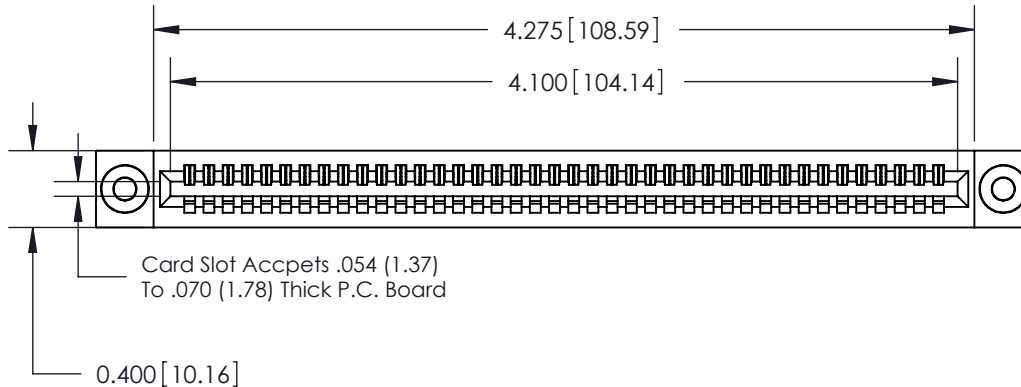 4.275 [108.59]
4.100 [104.14]
Card Slot Accpets .054 (1.37)
To .070 (1.78) Thick P.C. Board
0.400 [10.16]